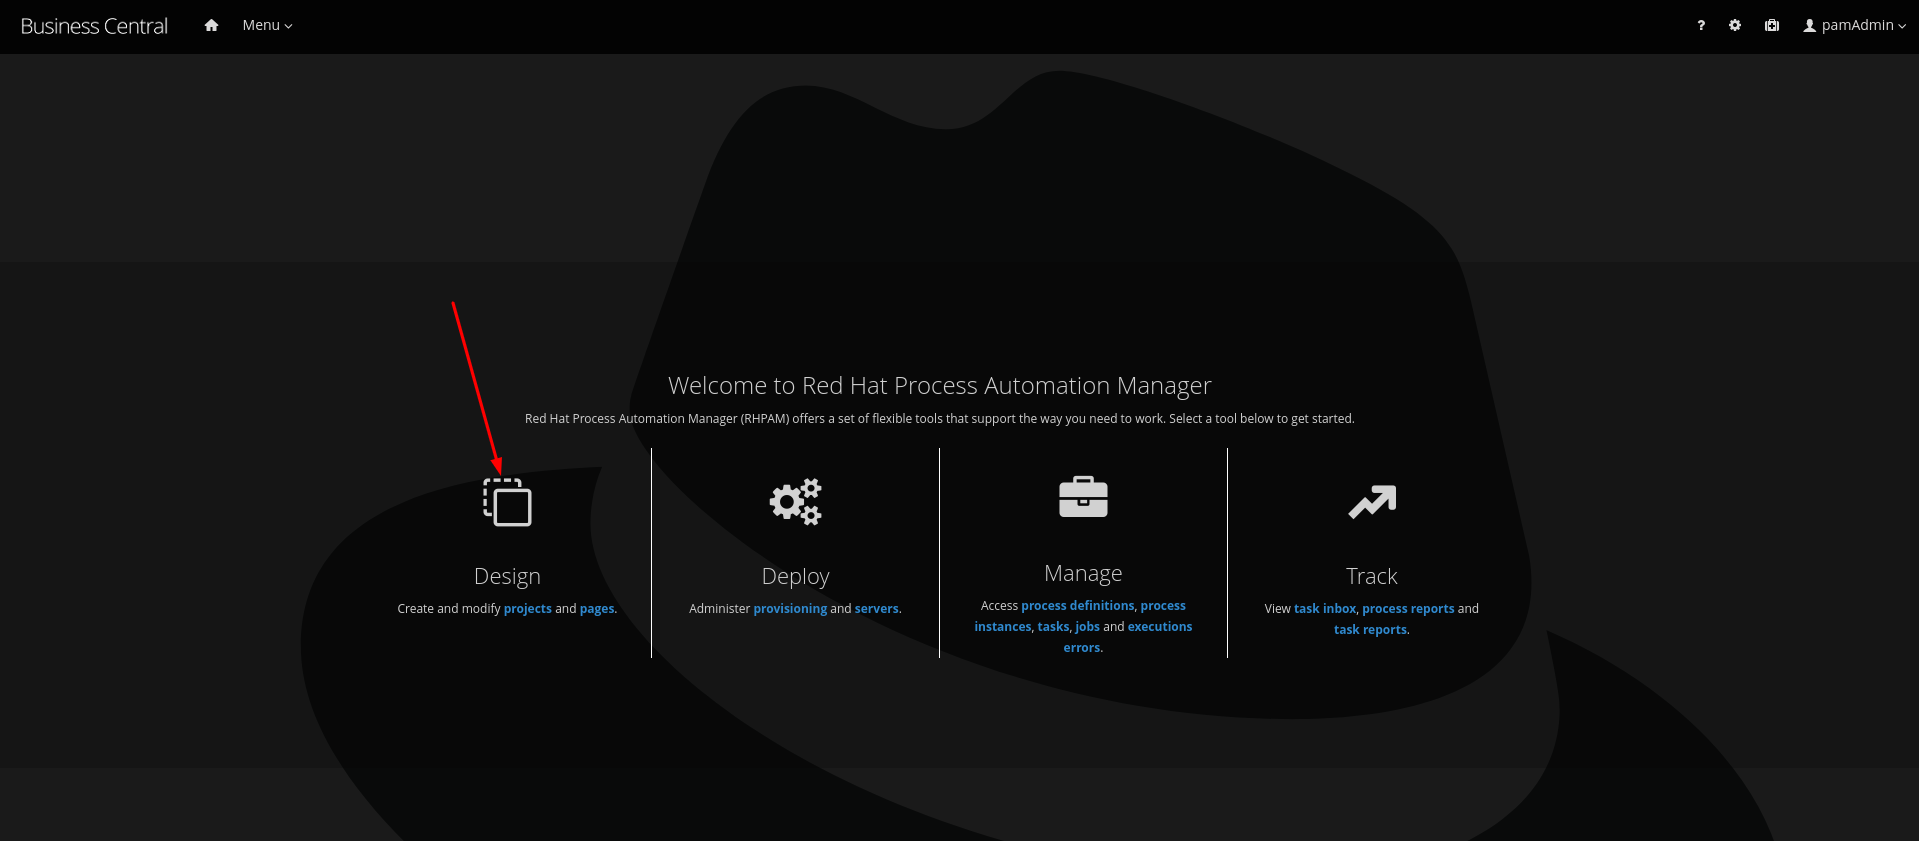 Business Central
Menu
?
pamAdmin
Welcome to Red Hat Process Automation Manager
Red Hat Process Automation Manager (RHPAM) offers a set of flexible tools that support the way you need to work. Select a tool below to get started.
Design
Create and modify projects and pages.
Deploy
Administer provisioning and servers.
Manage
Access process definitions, process
instances, tasks, jobs and executions
errors.
Track
View task inbox, process reports and
task reports.